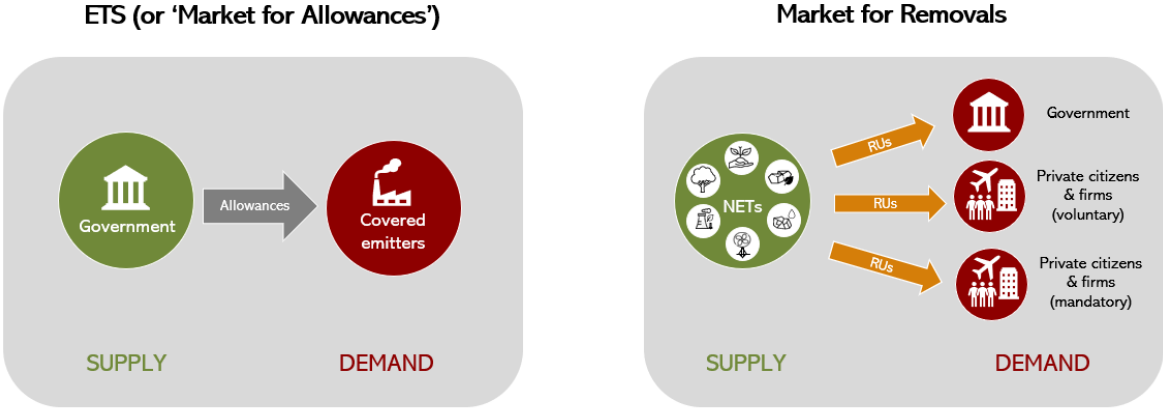 ETS (or ‘Market for Allowances’)
Government
Allowances
Covered
emitters
SUPPLY
DEMAND
Market for Removals
NETs
RUs
RUs
RUs
Government
Private citizens
& firms
(voluntary)
Private citizens
& firms
(mandatory)
SUPPLY
DEMAND